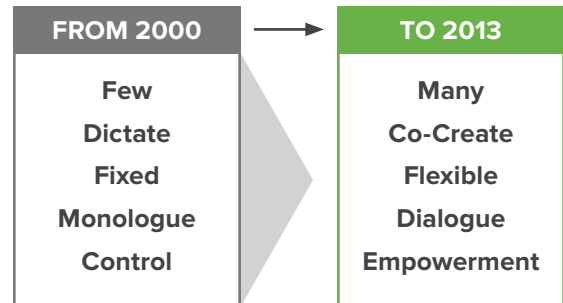 FROM 2000
Few
Dictate
Fixed
Monologue
Control
TO 2013
Many
Co-Create
Flexible
Dialogue
Empowerment